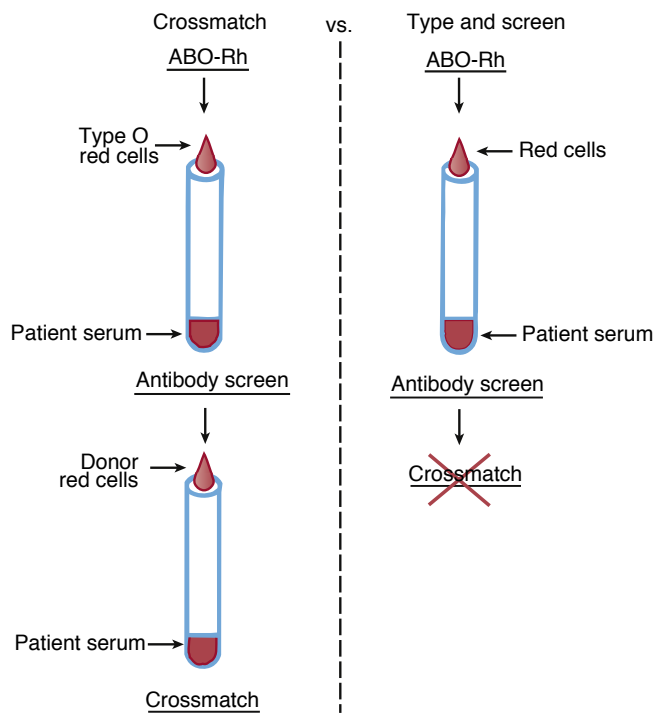 Crossmatch
vs.
Type and screen
ABO-Rh
Type O
red cells
Patient serum
Antibody screen
Donor
red cells
Patient serum
Crossmatch
ABO-Rh
Red cells
Patient serum
Antibody screen
Crossmatch